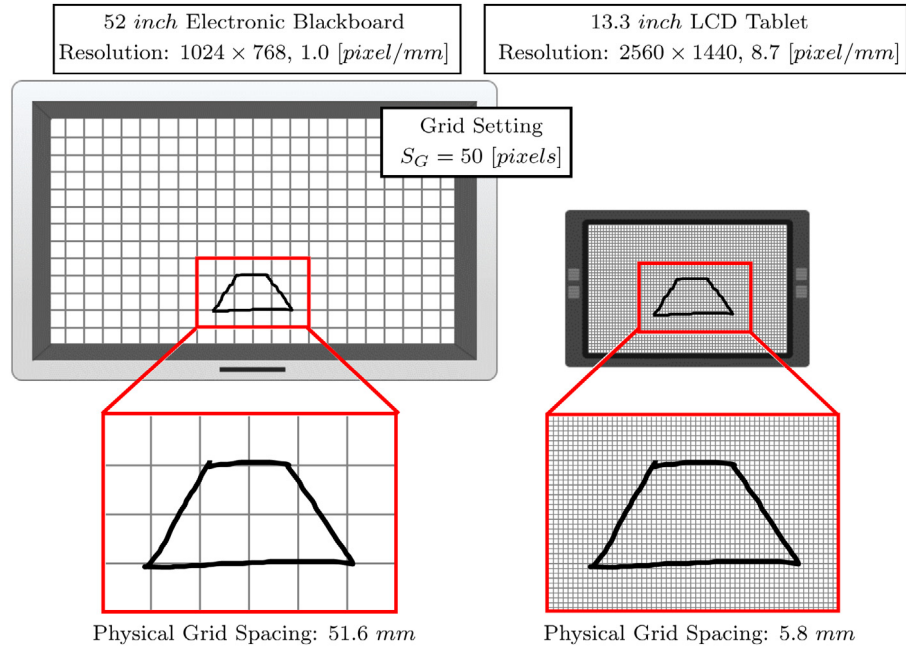 52 inch Electronic Blackboard
Resolution: 1024 × 768, 1.0 [pixel/mm]
13.3 inch LCD Tablet
Resolution: 2560 × 1440, 8.7 [pixel/mm]
Grid Setting
S_G = 50 [pixels]
Physical Grid Spacing: 51.6 mm
Physical Grid Spacing: 5.8 mm